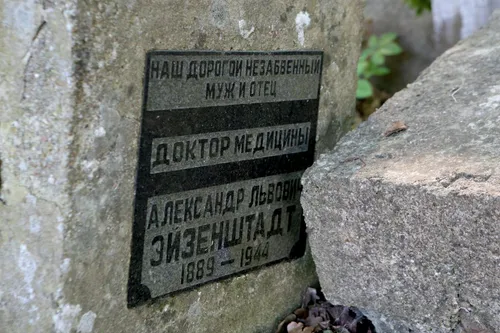 НАШ ДОРОГОЙ НЕЗАБВЕННЫЙ
МУЖ И ОТЕЦ
ДОКТОР МЕДИЦИНЫ
АЛЕКСАНДР ЛЬВОВИЧ
ЭЙЗЕНШТАДТ
1889 – 1944